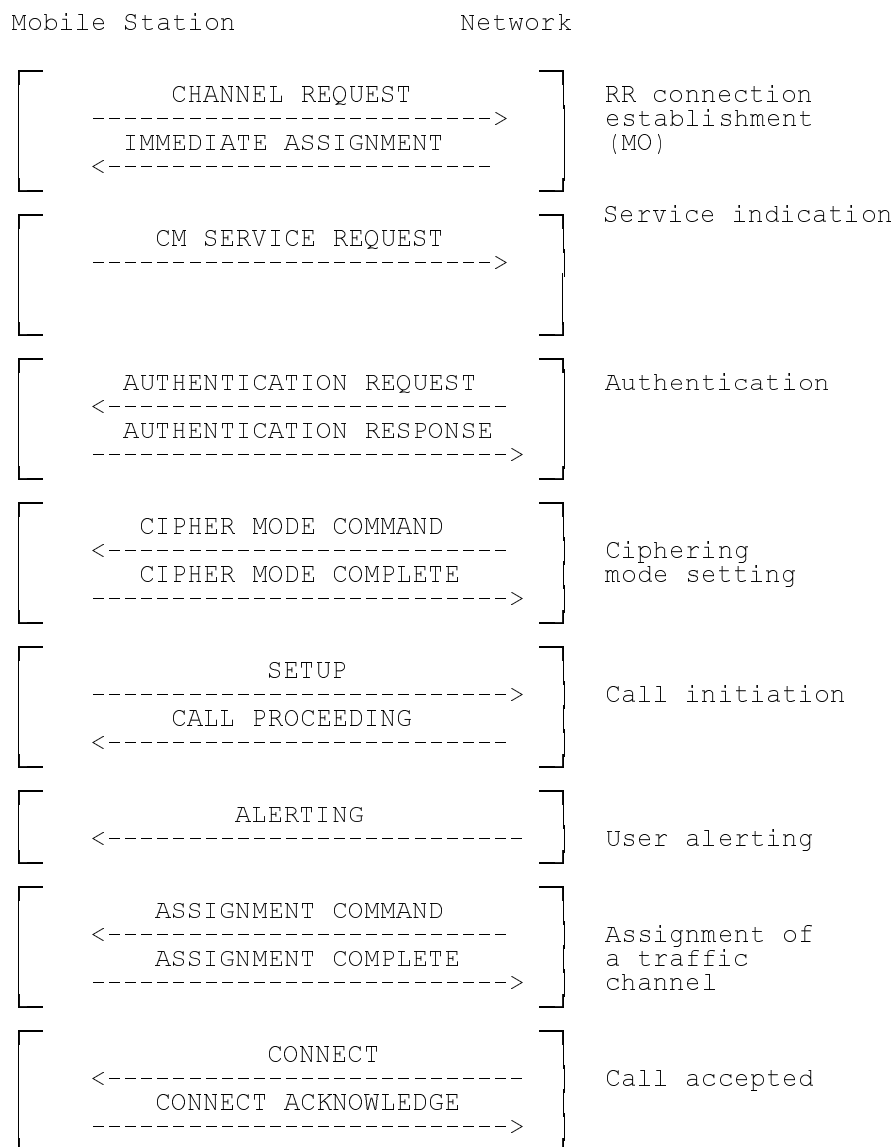 Mobile Station Network
CHANNEL REQUEST RR connection
------------------------> establishment
IMMEDIATE ASSIGNMENT (MO)
<------------------------
Service indication
CM SERVICE REQUEST
------------------------->
AUTHENTICATION REQUEST Authentication
<-------------------------
AUTHENTICATION RESPONSE
-------------------------->
CIPHER MODE COMMAND
<------------------------- Ciphering
CIPHER MODE COMPLETE mode setting
-------------------------->
SETUP
--------------------------> Call initiation
CALL PROCEEDING
<-------------------------
ALERTING
<-------------------------- User alerting
ASSIGNMENT COMMAND
<------------------------- Assignment of
ASSIGNMENT COMPLETE a traffic
--------------------------> channel
CONNECT
<-------------------------- Call accepted
CONNECT ACKNOWLEDGE
-------------------------->